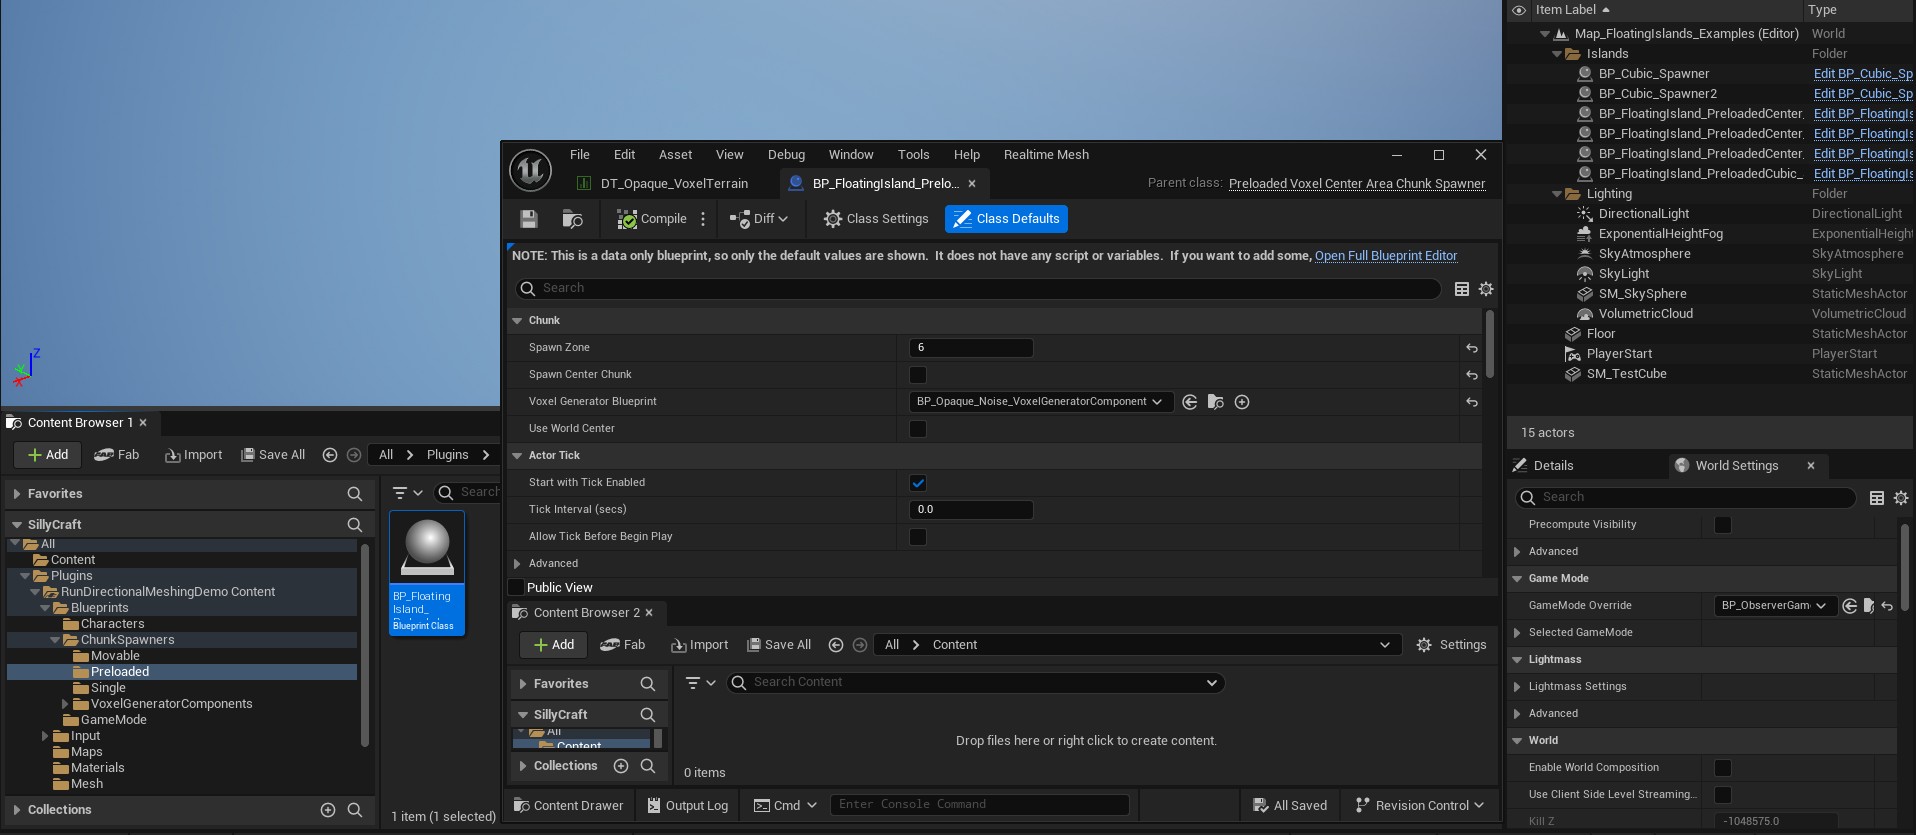 Item Label
Type
Map_FloatingIslands_Examples (Editor)
World
Islands
Folder
BP_Cubic_Spawner
Edit BP_Cubic_Sp
BP_Cubic_Spawner2
Edit BP_Cubic_Sp
BP_FloatingIsland_PreloadedCenter_
Edit BP_FloatingIs
BP_FloatingIsland_PreloadedCenter_
Edit BP_FloatingIs
BP_FloatingIsland_PreloadedCenter_
Edit BP_FloatingIs
BP_FloatingIsland_PreloadedCubic_
Edit BP_FloatingIs
Lighting
Folder
DirectionalLight
DirectionalLight
ExponentialHeightFog
ExponentialHeight
SkyAtmosphere
SkyAtmosphere
SkyLight
SkyLight
SM_SkySphere
StaticMeshActor
VolumetricCloud
VolumetricCloud
Floor
StaticMeshActor
PlayerStart
PlayerStart
SM_TestCube
StaticMeshActor
15 actors
Details
World Settings
Search
Precompute Visibility
Advanced
Game Mode
GameMode Override
BP_ObserverGam
Selected GameMode
Lightmass
Lightmass Settings
Advanced
World
Enable World Composition
Use Client Side Level Streaming...
Kill Z
-1048575.0
File Edit Asset View Debug Window Tools Help Realtime Mesh
DT_Opaque_VoxelTerrain
BP_FloatingIsland_Prelo...
Parent class: Preloaded Voxel Center Area Chunk Spawner
Compile
Diff
Class Settings
Class Defaults
NOTE: This is a data only blueprint, so only the default values are shown. It does not have any script or variables. If you want to add some, Open Full Blueprint Editor
Search
Chunk
Spawn Zone
6
Spawn Center Chunk
Voxel Generator Blueprint
BP_Opaque_Noise_VoxelGeneratorComponent
Use World Center
Actor Tick
Start with Tick Enabled
Tick Interval (secs)
0.0
Allow Tick Before Begin Play
Advanced
Public View
Content Browser 2
Add
Fab
Import
Save All
All
Content
Settings
Favorites
Search Content
SillyCraft
All
Content
Collections
Drop files here or right click to create content.
0 items
Content Drawer
Output Log
Cmd
Enter Console Command
All Saved
Revision Control
Z
Y
X
Content Browser 1
Add
Fab
Import
Save All
All
Plugins
Favorites
Search
SillyCraft
All
Content
Plugins
RunDirectionalMeshingDemo Content
Blueprints
Characters
ChunkSpawners
Movable
Preloaded
Single
VoxelGeneratorComponents
GameMode
Input
Maps
Materials
Mesh
Collections
BP_Floating
Island_
Blueprint Class
1 item (1 selected)